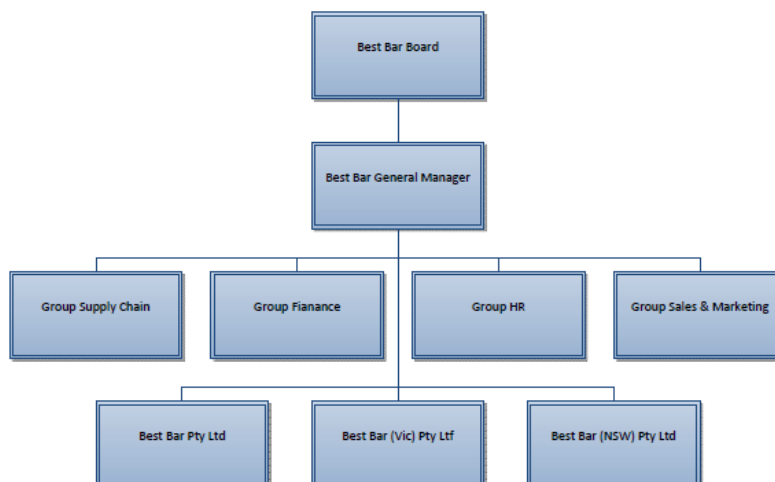 Best Bar Board
Best Bar General Manager
Group Supply Chain
Group Fianance
Group HR
Group Sales & Marketing
Best Bar Pty Ltd
Best Bar (Vic) Pty Ltf
Best Bar (NSW) Pty Ltd